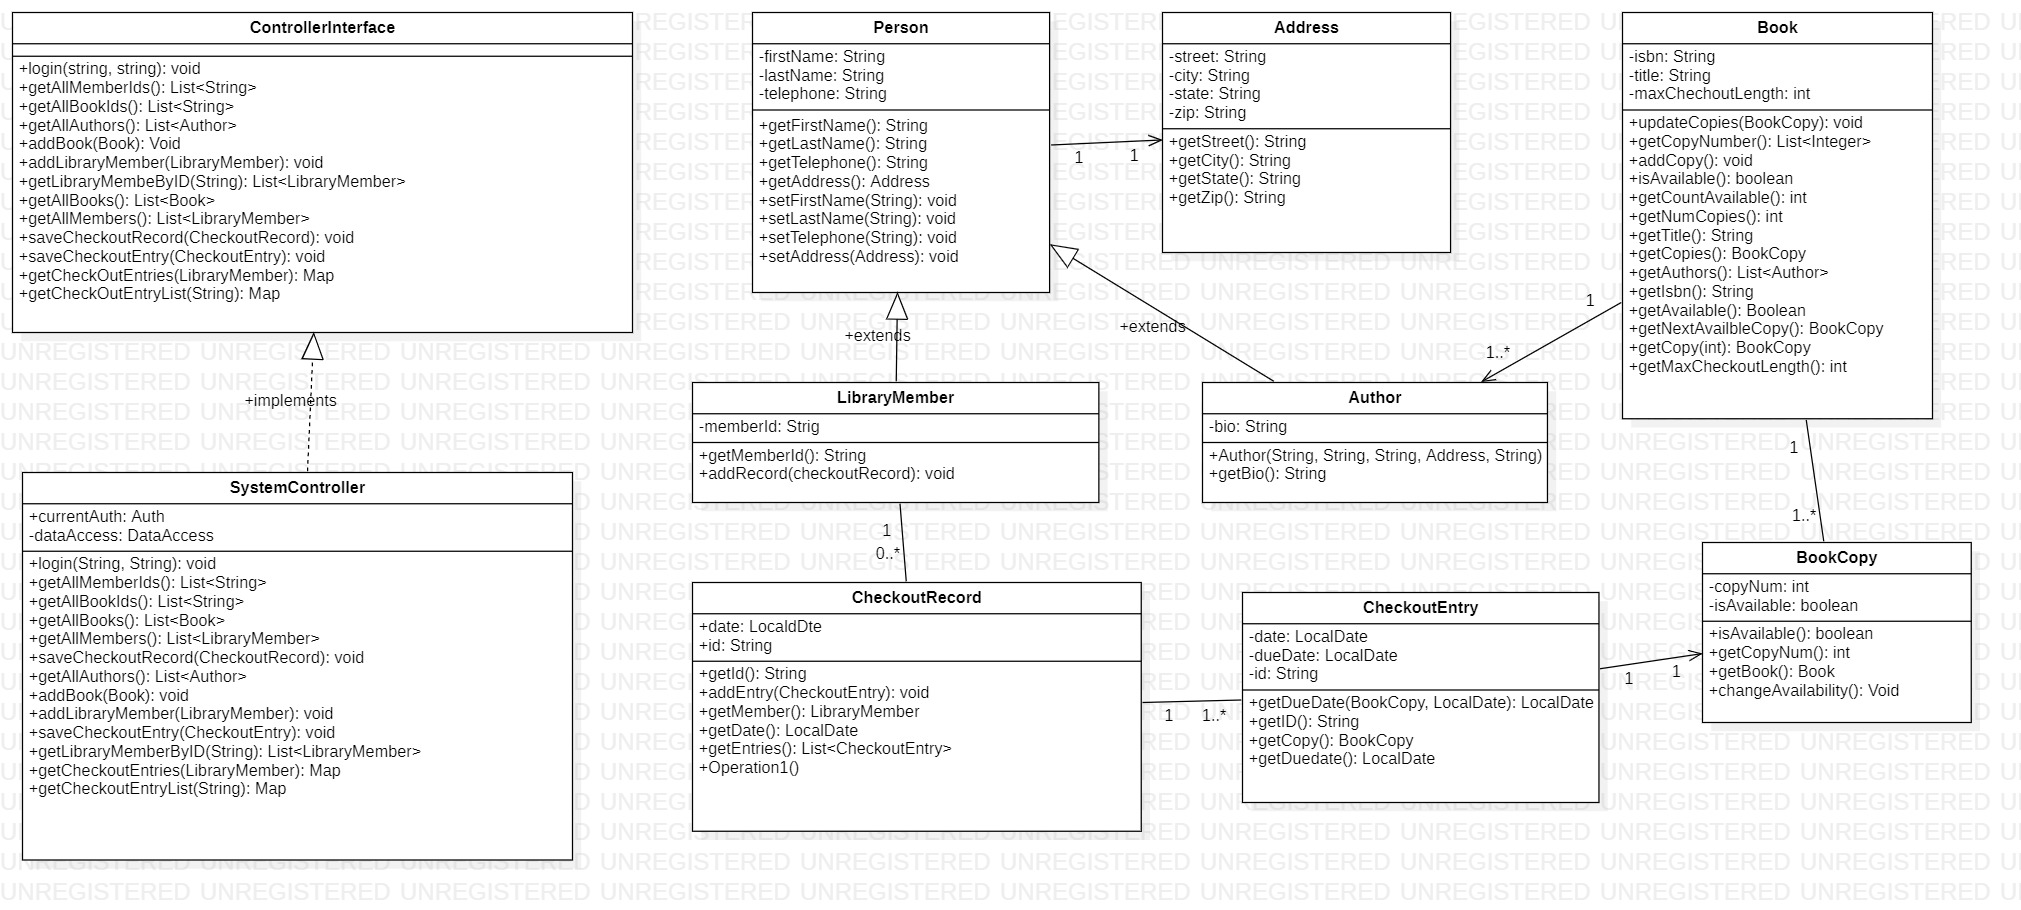 ControllerInterface
+login(string, string): void
+getAllMemberIds(): List<String>
+getAllBookIds(): List<String>
+getAllAuthors(): List<Author>
+addBook(Book): Void
+addLibraryMember(LibraryMember): void
+getLibraryMembeByID(String): List<LibraryMember>
+getAllBooks(): List<Book>
+getAllMembers(): List<LibraryMember>
+saveCheckoutRecord(CheckoutRecord): void
+saveCheckoutEntry(CheckoutEntry): void
+getCheckOutEntries(LibraryMember): Map
+getCheckOutEntryList(String): Map
+implements
SystemController
+currentAuth: Auth
-dataAccess: DataAccess
+login(String, String): void
+getAllMemberIds(): List<String>
+getAllBookIds(): List<String>
+getAllBooks(): List<Book>
+getAllMembers(): List<LibraryMember>
+saveCheckoutRecord(CheckoutRecord): void
+getAllAuthors(): List<Author>
+addBook(Book): void
+addLibraryMember(LibraryMember): void
+saveCheckoutEntry(CheckoutEntry): void
+getLibraryMemberByID(String): List<LibraryMember>
+getCheckoutEntries(LibraryMember): Map
+getCheckoutEntryList(String): Map
Person
-firstName: String
-lastName: String
-telephone: String
+getFirstName(): String
+getLastName(): String
+getTelephone(): String
+getAddress(): Address
+setFirstName(String): void
+setLastName(String): void
+setTelephone(String): void
+setAddress(Address): void
1
1
Address
-street: String
-city: String
-state: String
-zip: String
+getStreet(): String
+getCity(): String
+getState(): String
+getZip(): String
+extends
+extends
LibraryMember
-memberId: Strig
+getMemberId(): String
+addRecord(checkoutRecord): void
1
0..*
Author
-bio: String
+Author(String, String, String, Address, String)
+getBio(): String
1
1..*
Book
-isbn: String
-title: String
-maxChechoutLength: int
+updateCopies(BookCopy): void
+getCopyNumber(): List<Integer>
+addCopy(): void
+isAvailable(): boolean
+getCountAvailable(): int
+getNumCopies(): int
+getTitle(): String
+getCopies(): BookCopy
+getAuthors(): List<Author>
+getIsbn(): String
+getAvailable(): Boolean
+getNextAvailbleCopy(): BookCopy
+getCopy(int): BookCopy
+getMaxCheckoutLength(): int
1
1..*
CheckoutRecord
+date: LocaldDte
+id: String
+getId(): String
+addEntry(CheckoutEntry): void
+getMember(): LibraryMember
+getDate(): LocalDate
+getEntries(): List<CheckoutEntry>
+Operation1()
1
1..*
CheckoutEntry
-date: LocalDate
-dueDate: LocalDate
-id: String
+getDueDate(BookCopy, LocalDate): LocalDate
+getID(): String
+getCopy(): BookCopy
+getDuedate(): LocalDate
1
1
BookCopy
-copyNum: int
-isAvailable: boolean
+isAvailable(): boolean
+getCopyNum(): int
+getBook(): Book
+changeAvailability(): Void
UNREGISTERED